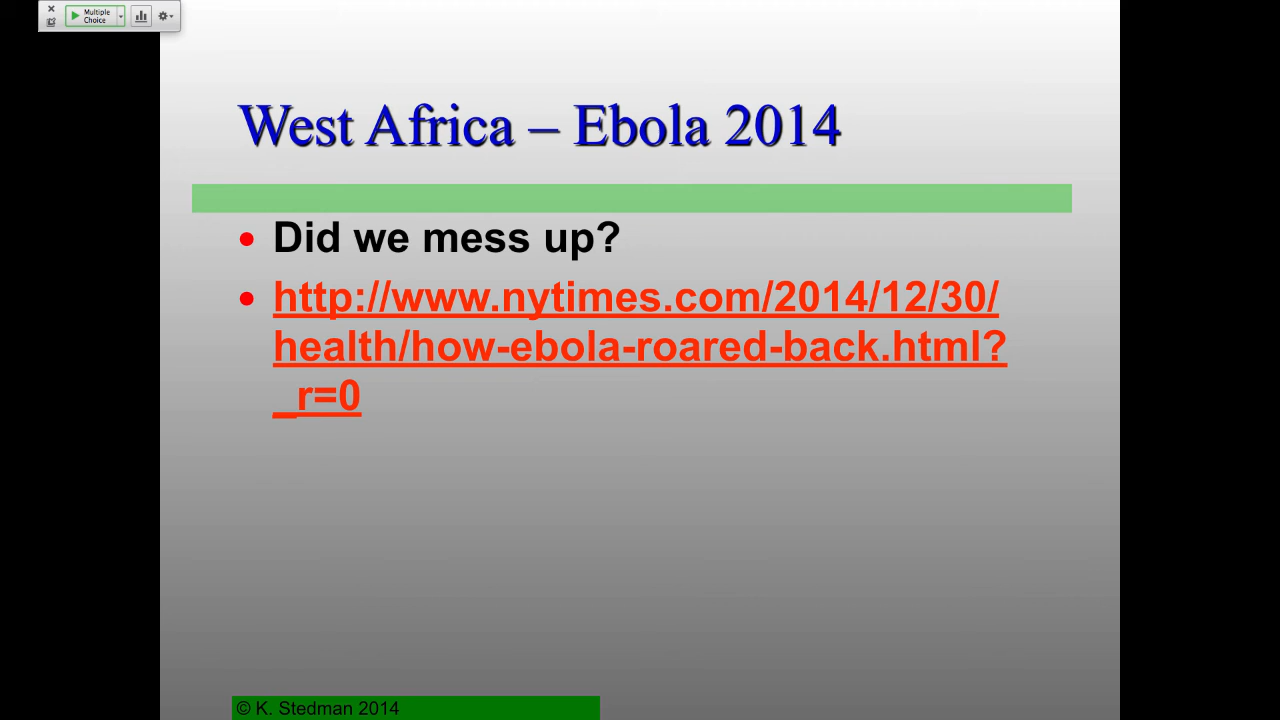 Multiple
Choice
West Africa – Ebola 2014
Did we mess up?
http://www.nytimes.com/2014/12/30/
health/how-ebola-roared-back.html?
_r=0
© K. Stedman 2014